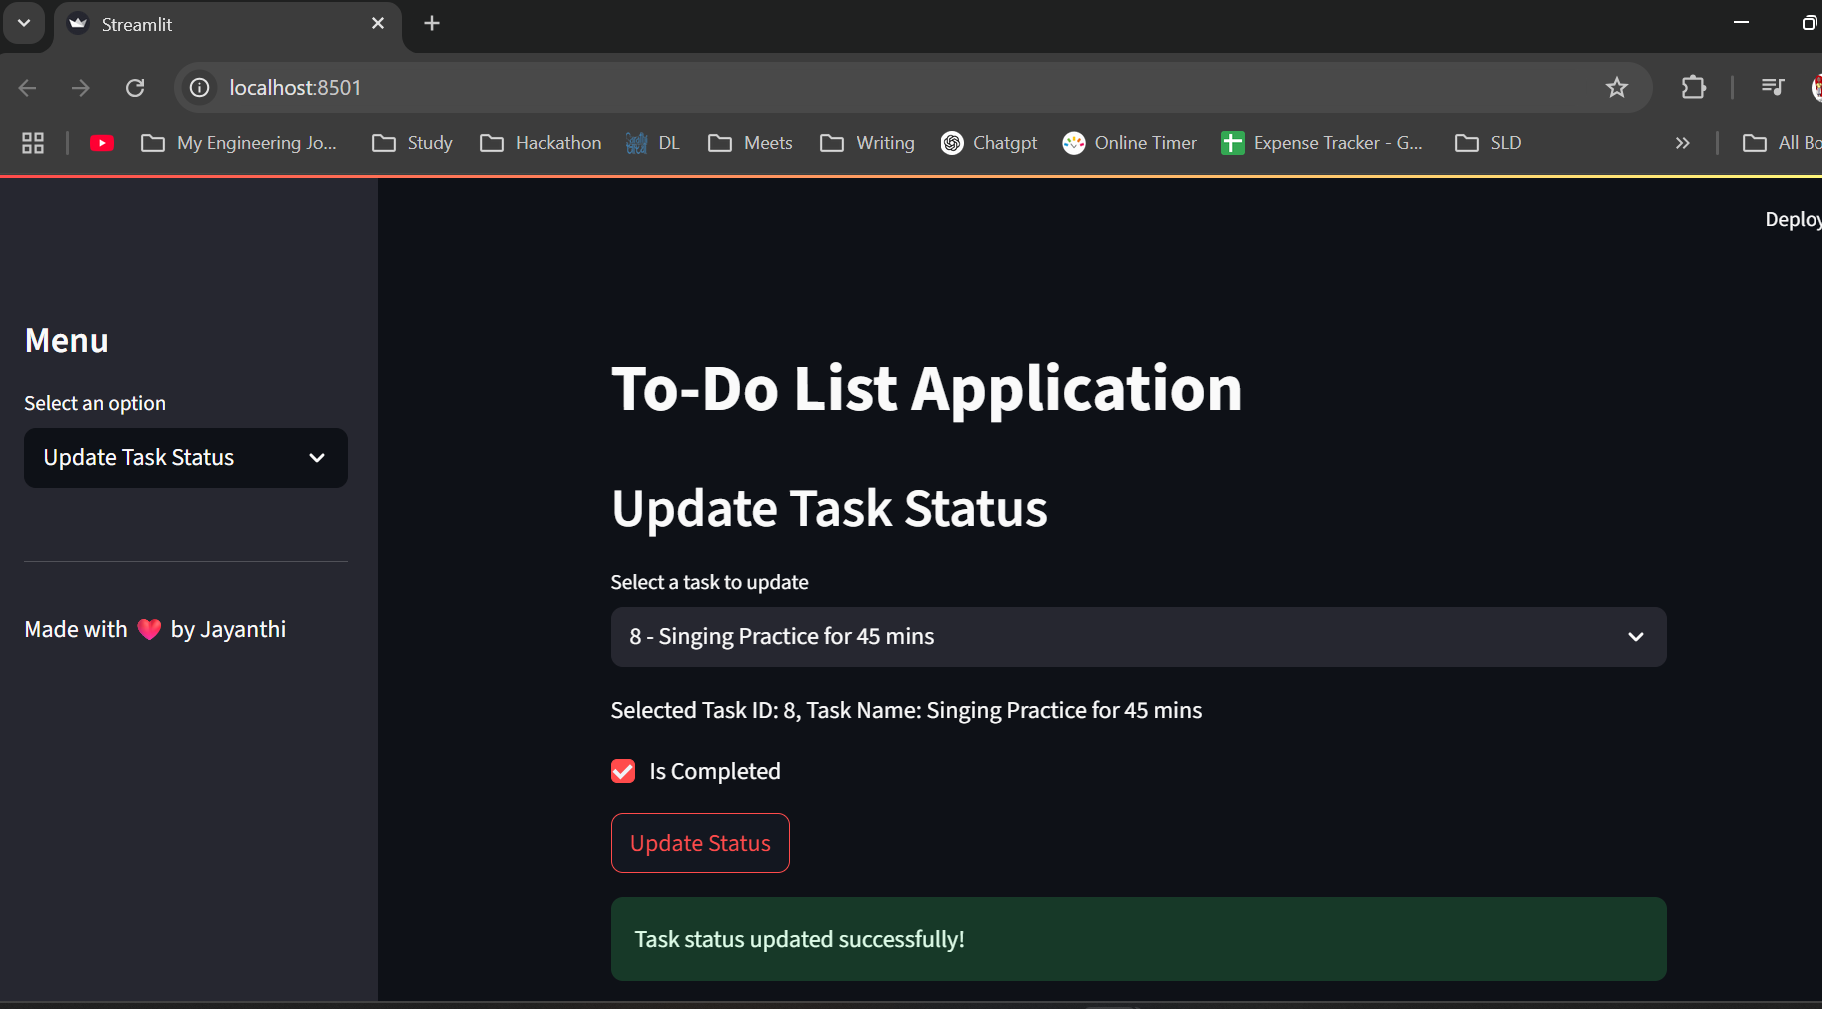 Streamlit
localhost:8501
My Engineering Jo... Study Hackathon DL Meets Writing Chatgpt Online Timer Expense Tracker - G... SLD » All Bo
Deploy
Menu
Select an option
Update Task Status
Made with ❤️ by Jayanthi
To-Do List Application
Update Task Status
Select a task to update
8 - Singing Practice for 45 mins
Selected Task ID: 8, Task Name: Singing Practice for 45 mins
Is Completed
Update Status
Task status updated successfully!